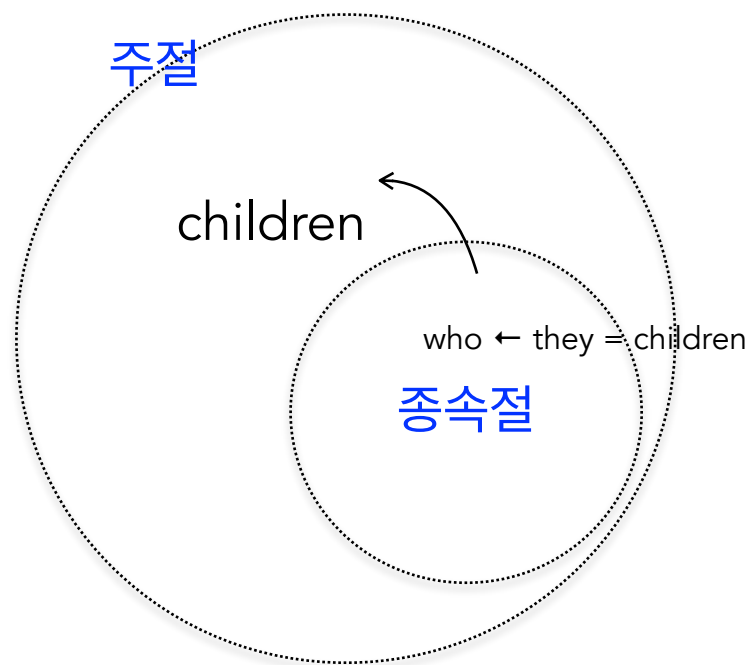 주절
children
who ← they = children
종속절